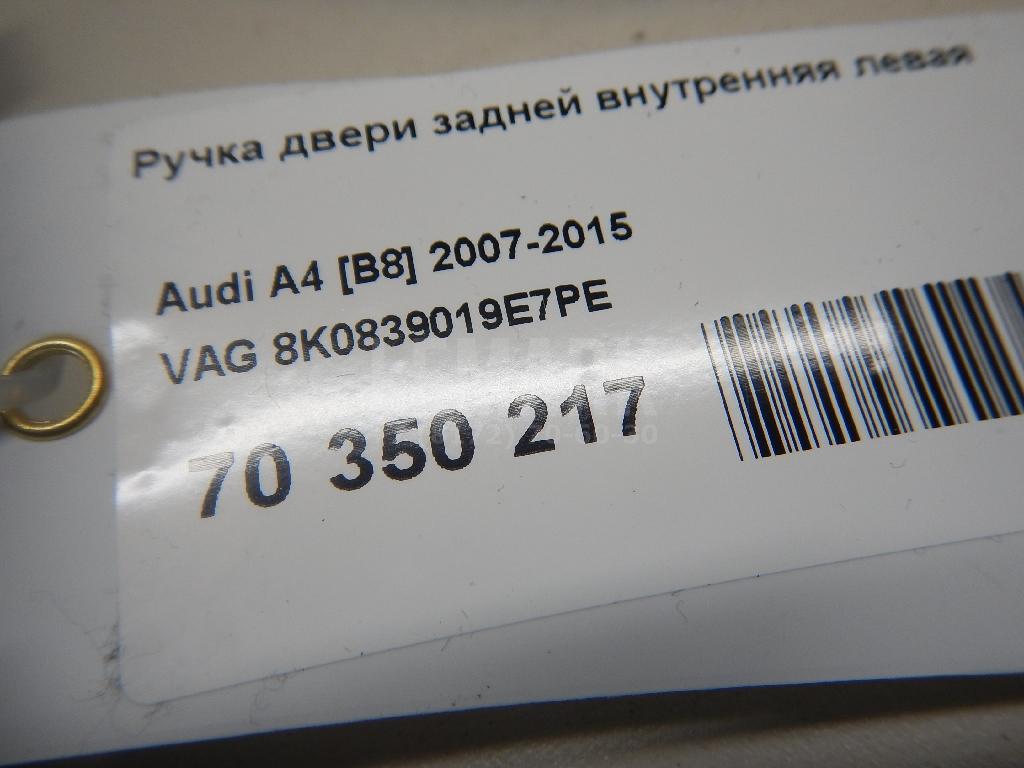 Ручка двери задней внутренняя левая
Audi A4 [B8] 2007-2015
VAG 8K0839019E7PE
70 350 217